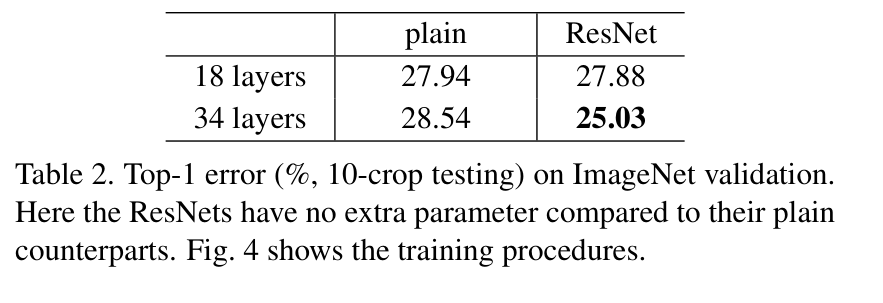 plain ResNet
18 layers 27.94 27.88
34 layers 28.54 25.03
Table 2. Top-1 error (%, 10-crop testing) on ImageNet validation.
Here the ResNets have no extra parameter compared to their plain
counterparts. Fig. 4 shows the training procedures.